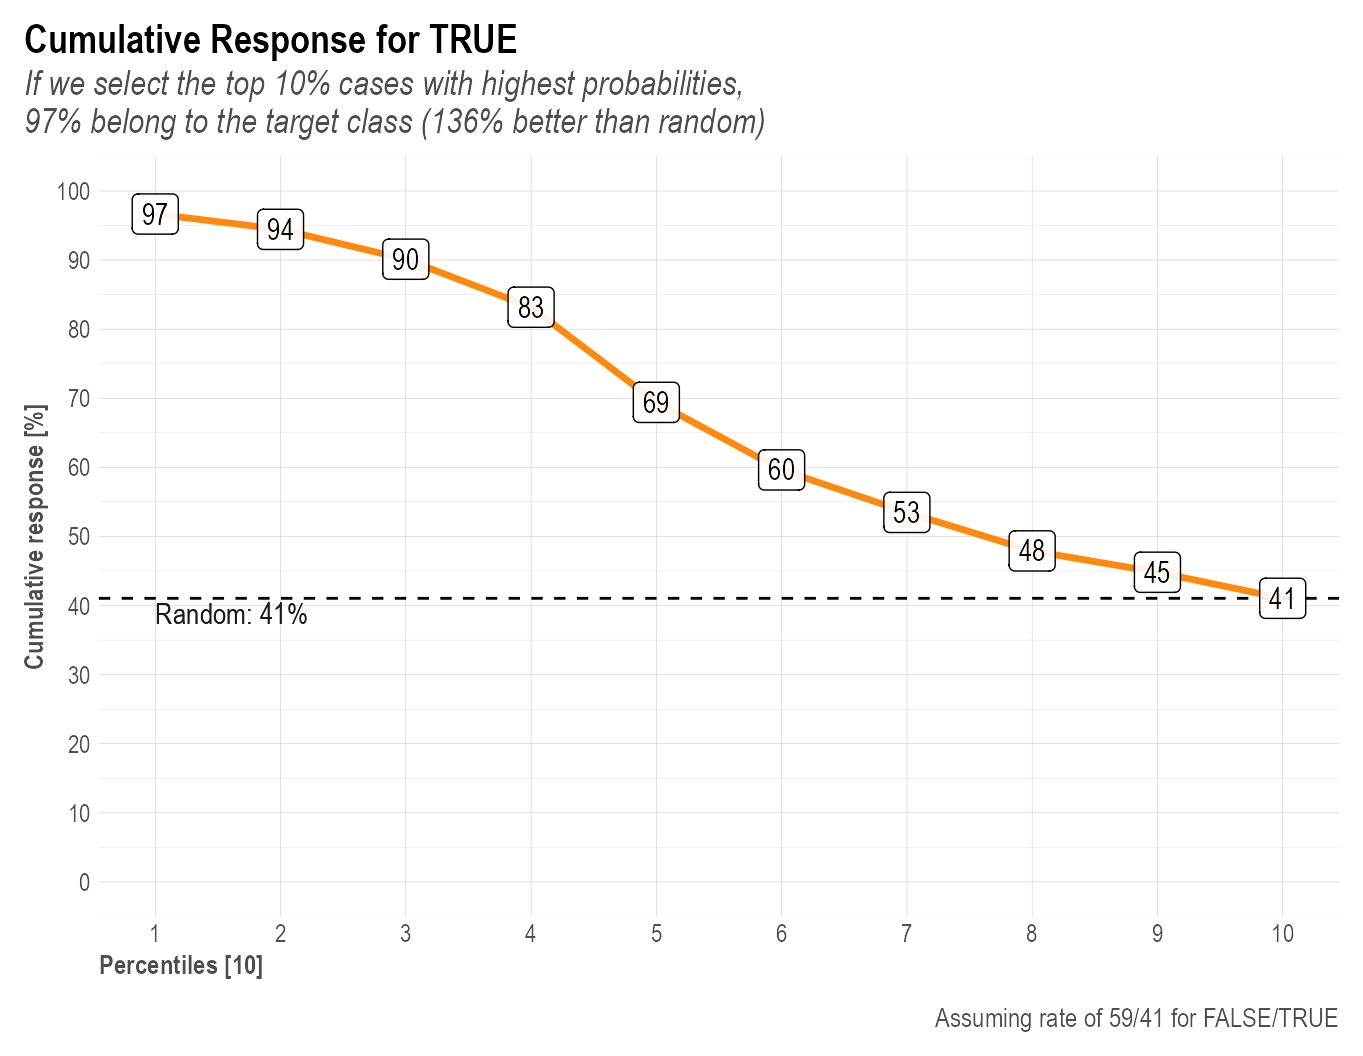 Cumulative Response for TRUE
If we select the top 10% cases with highest probabilities,
97% belong to the target class (136% better than random)
Cumulative response [%]
100
90
80
70
60
50
40
30
20
10
0
97
94
90
83
69
60
53
48
45
41
Random: 41%
1 2 3 4 5 6 7 8 9 10
Percentiles [10]
Assuming rate of 59/41 for FALSE/TRUE